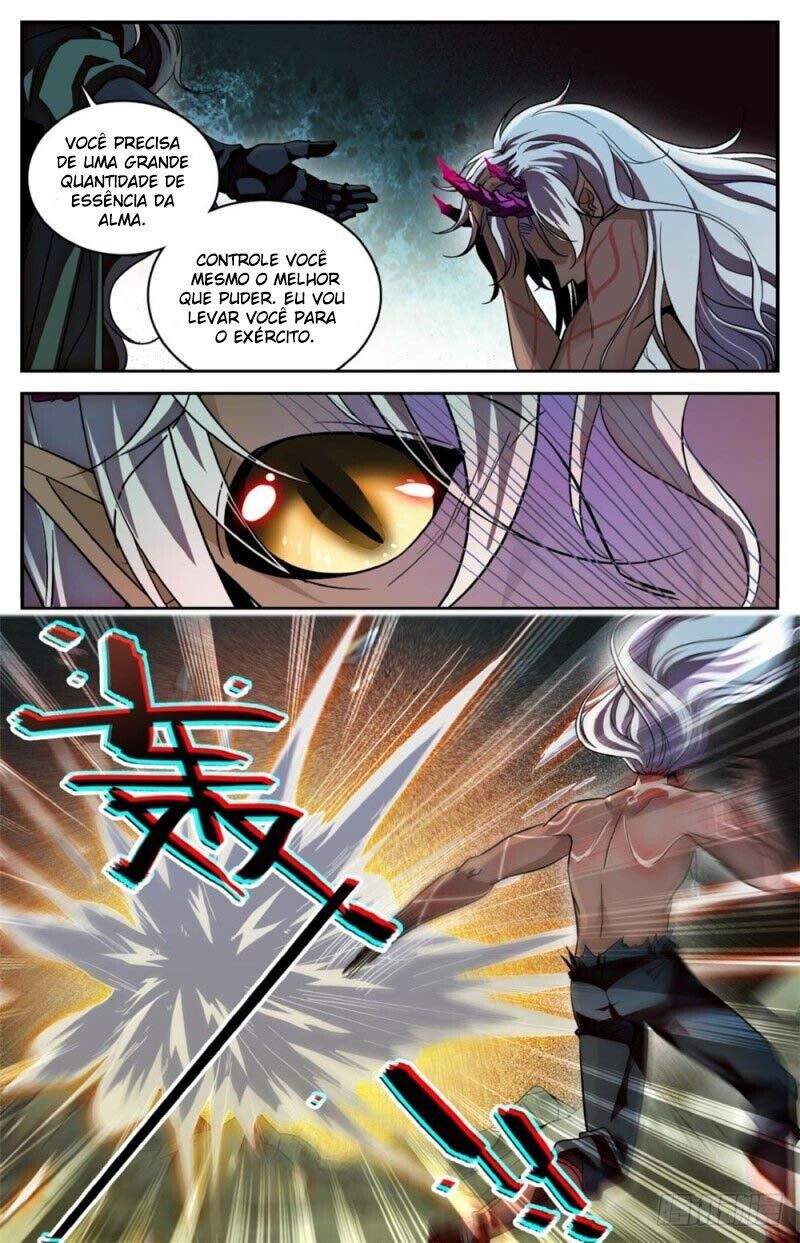 VOCÊ PRECISA
DE UMA GRANDE
QUANTIDADE DE
ESSÊNCIA DA
ALMA.
CONTROLE VOCÊ
MESMO O MELHOR
QUE PUDER. EU VOU
LEVAR VOCÊ PARA
O EXÉRCITO.
轰!!